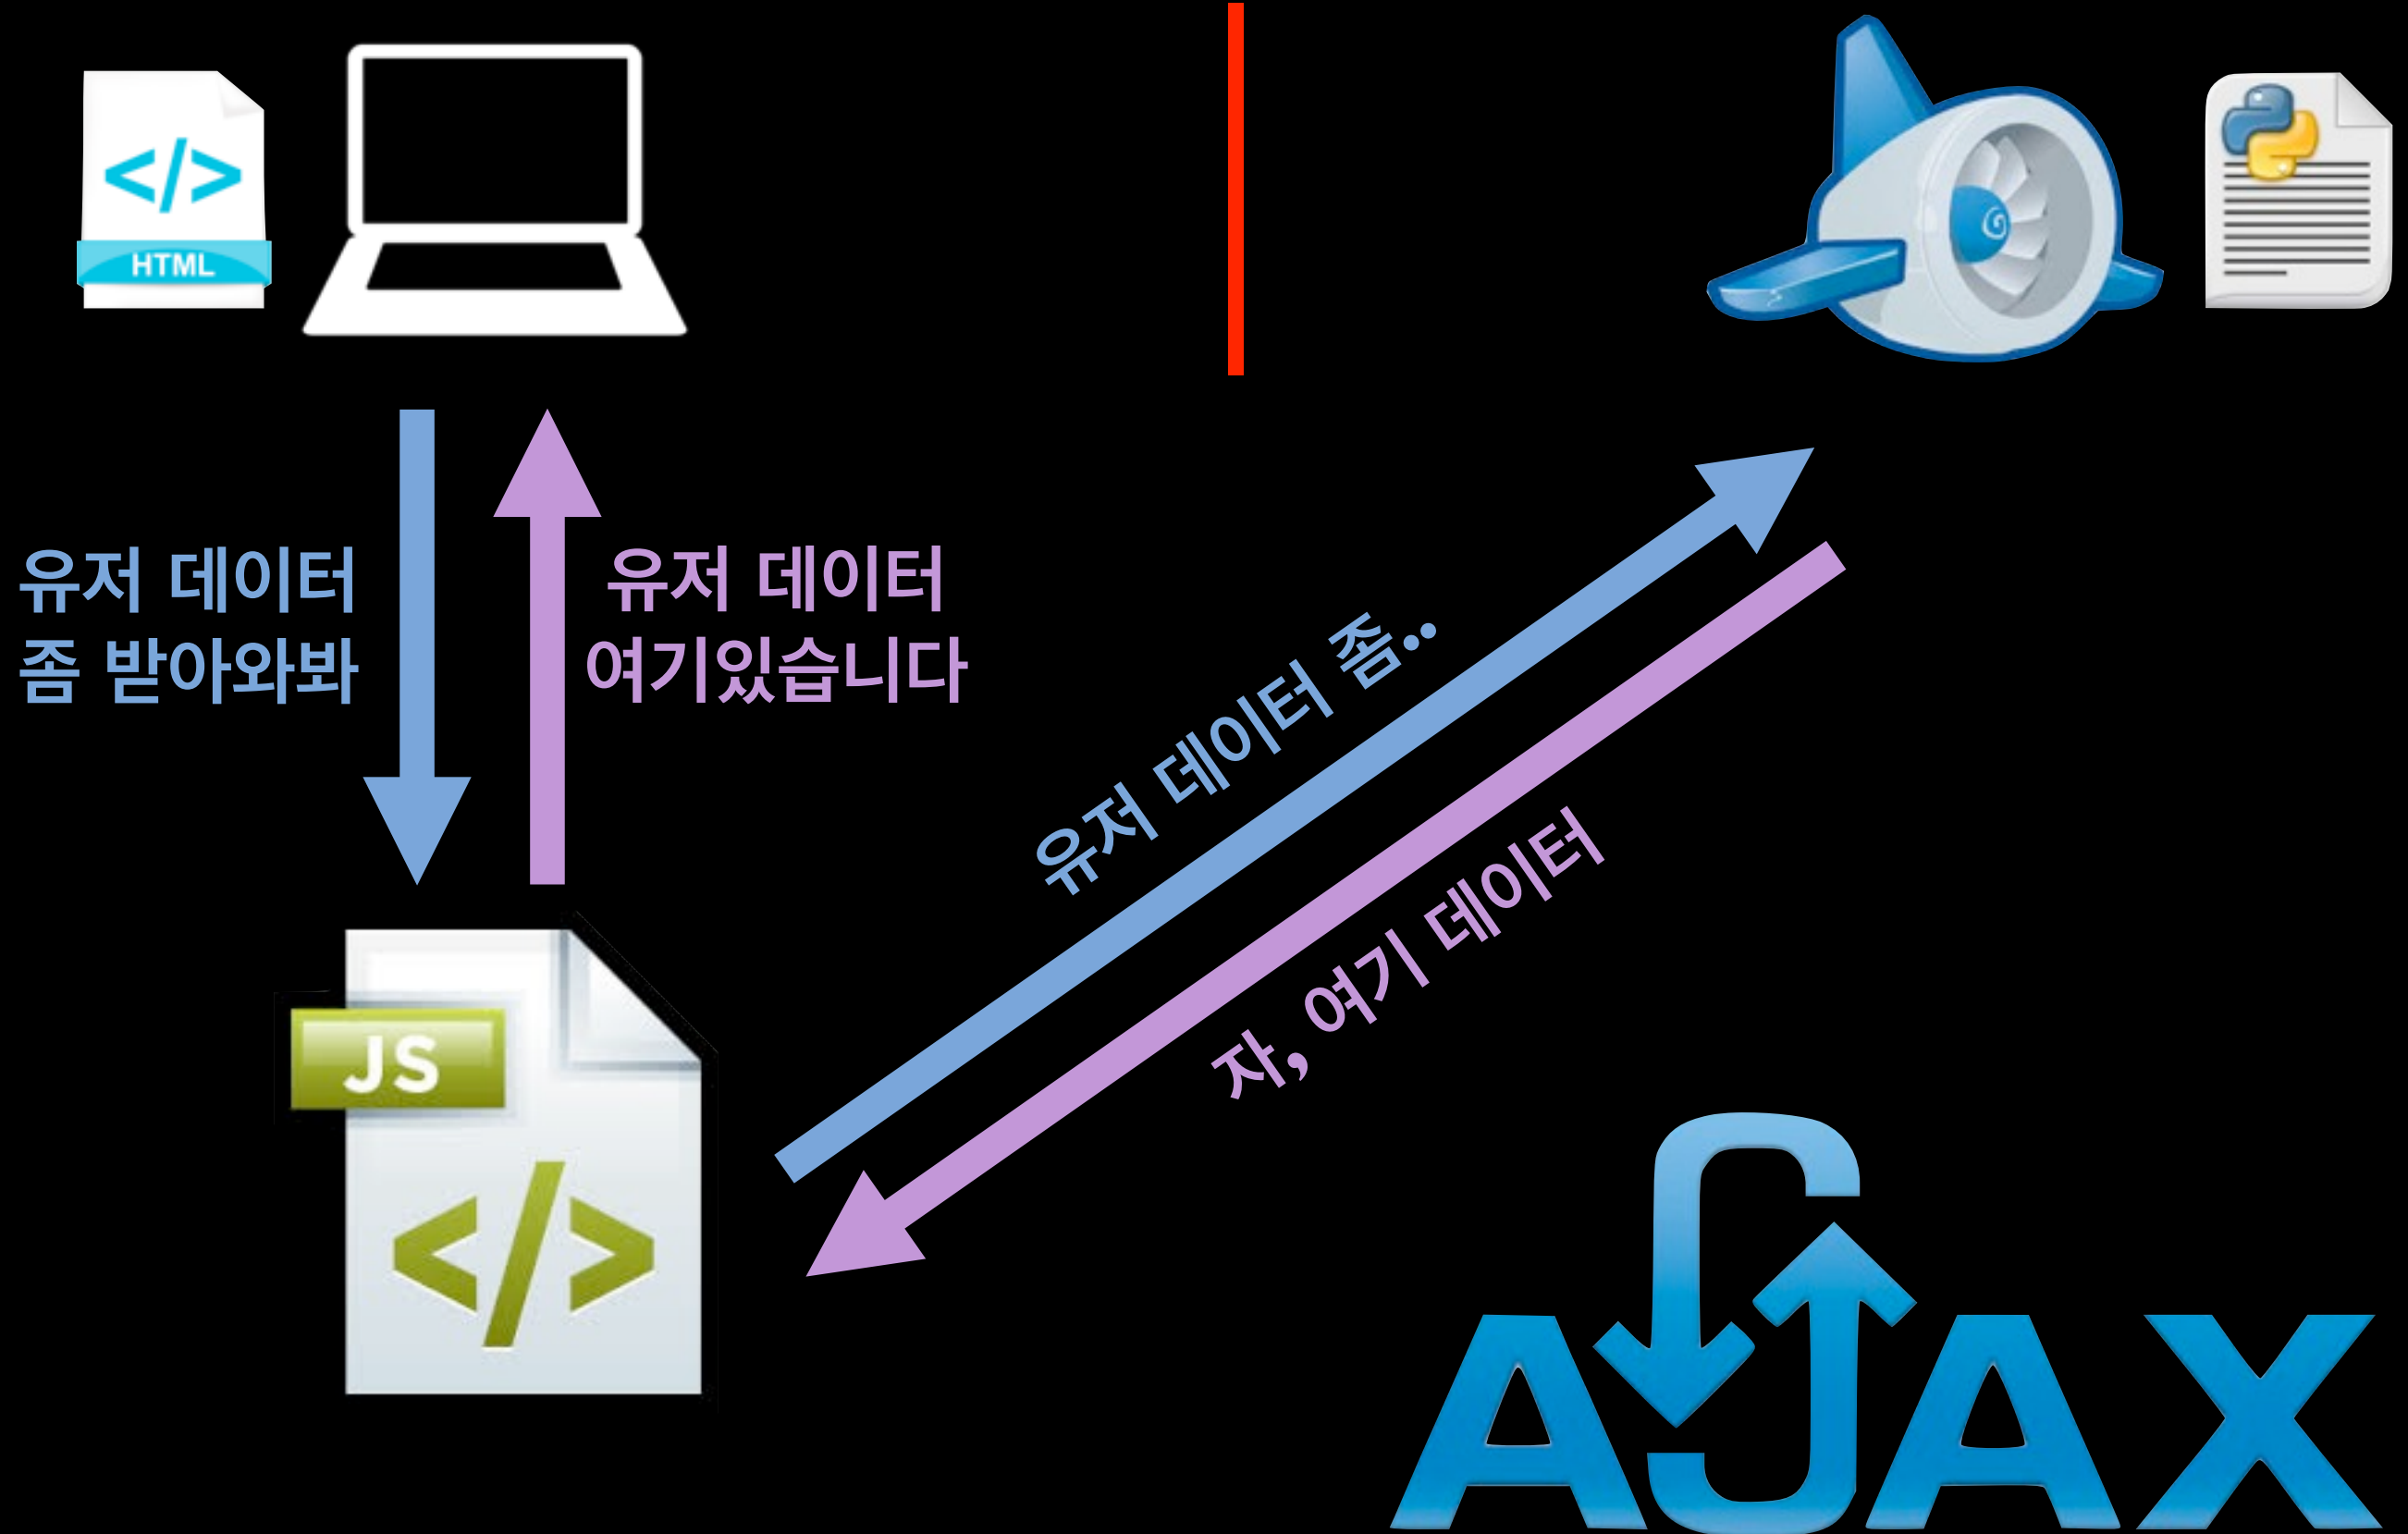 HTML
유저 데이터
좀 받아와봐
유저 데이터
여기있습니다
유저 데이터 좀..
자, 여기 데이터
JS
</>
AJAX